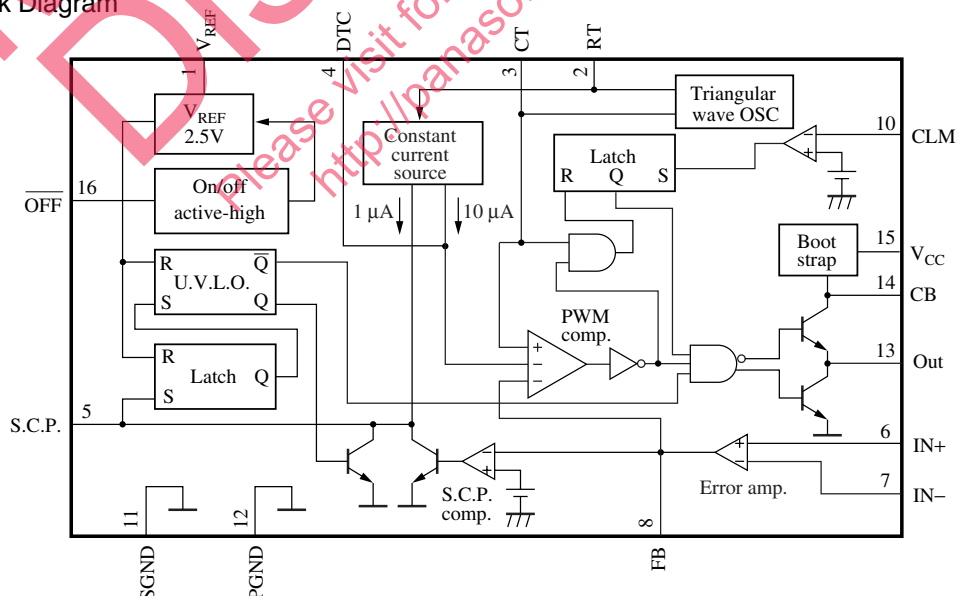 k Diagram
DIS
Please visit fo
http://panaso
VREF
DTC
CT
RT
1
4
3
2
VREF
2.5V
Constant
current
source
Triangular
wave OSC
10
CLM
Latch
R Q S
16
OFF
On/off
active-high
1 μA
10 μA
Boot
strap
15
VCC
14
CB
R Q
U.V.L.O.
S Q
PWM
comp.
+
−
−
13
Out
R
Latch Q
S
5
S.C.P.
6
IN+
7
IN−
+
−
Error amp.
−
+
S.C.P.
comp.
−
+
11
12
8
SGND
PGND
FB